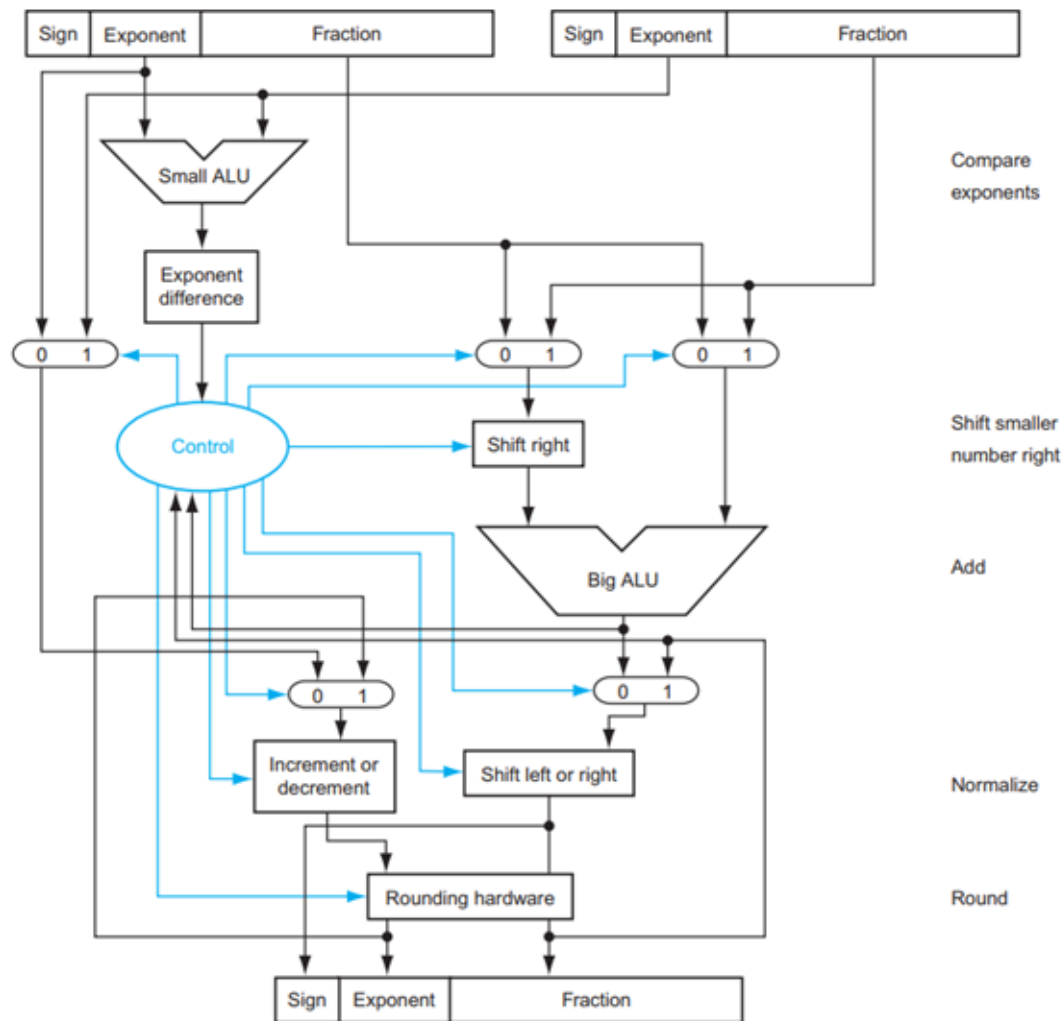 Sign Exponent Fraction Sign Exponent Fraction
Small ALU
Compare
exponents
Exponent
difference
0 1 0 1 0 1
Control
Shift right
Shift smaller
number right
Big ALU
Add
0 1 0 1
Increment or
decrement
Shift left or right
Normalize
Rounding hardware
Round
Sign Exponent Fraction